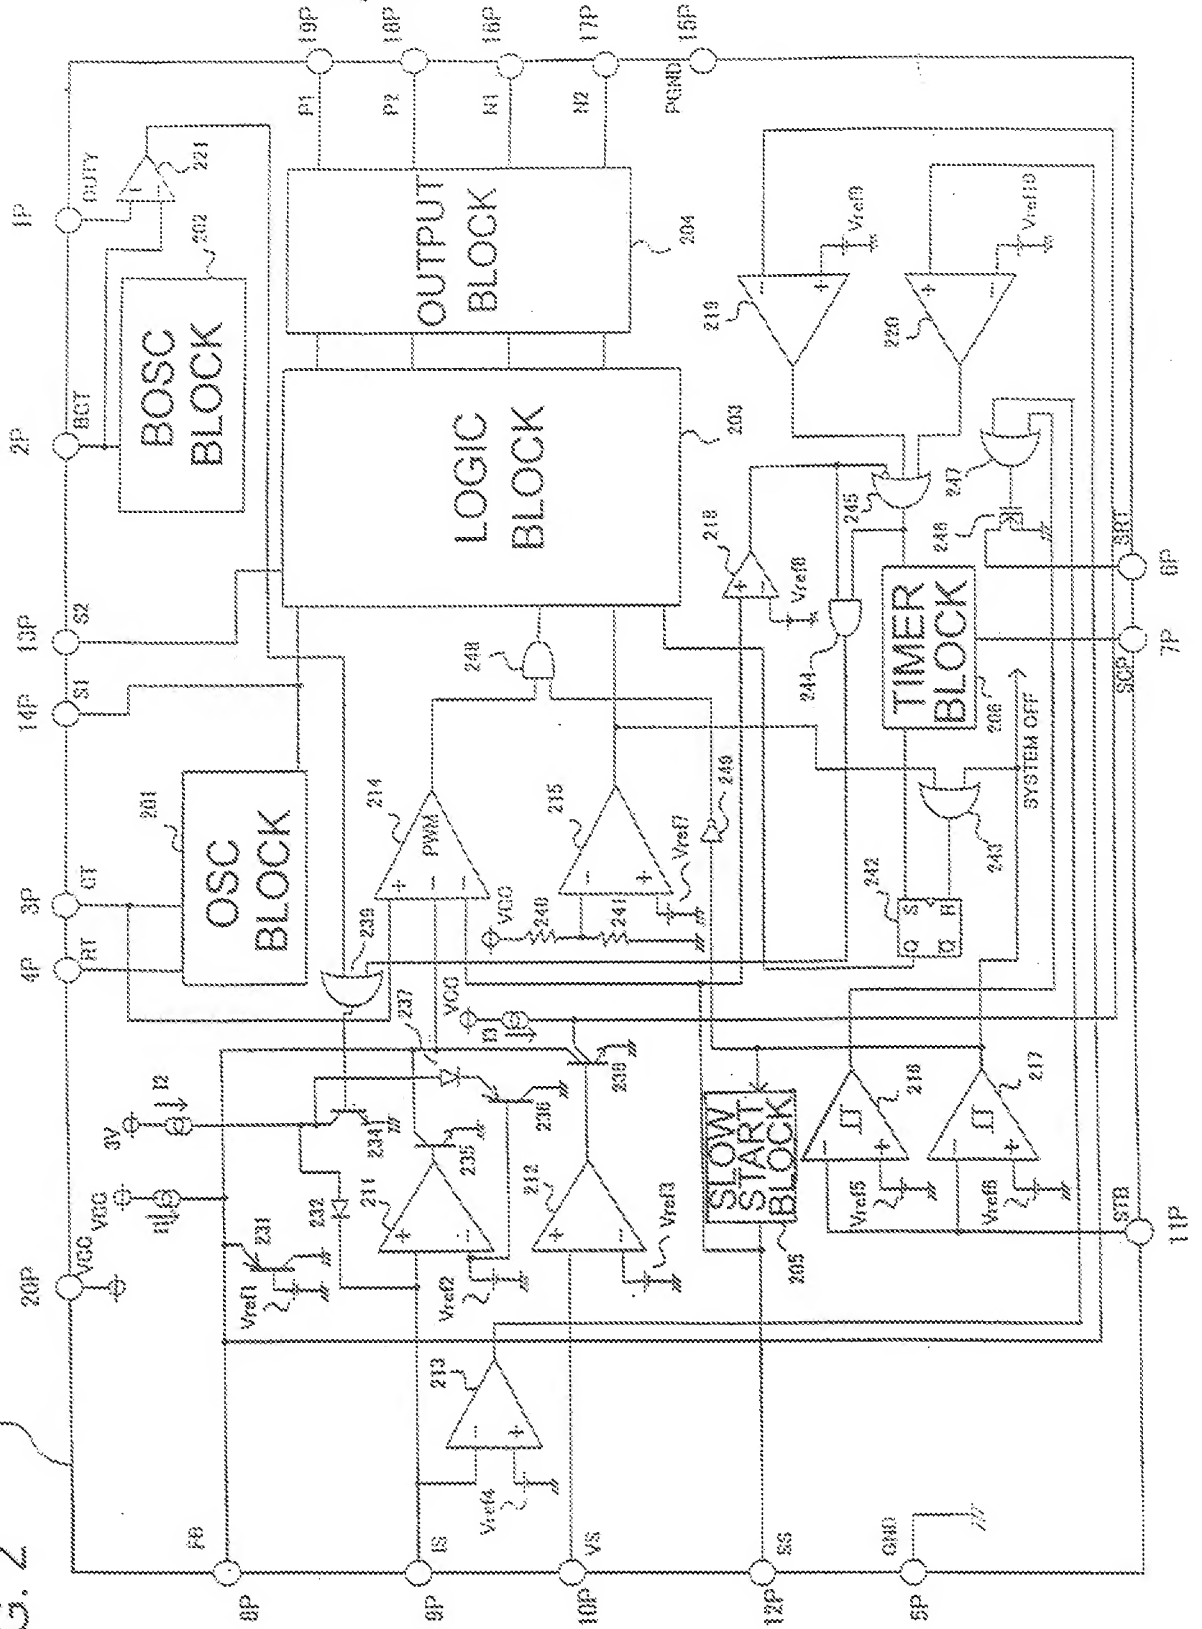 FIG. 2
20P
VCC
4P
RT
3P
CT
14P
S1
13P
S2
2P
BCT
1P
DUTY
VCC
I1
3V
I2
OSC
BLOCK
201
BOSC
BLOCK
202
221
239
231
Vref1
232
234
237
236
235
211
Vref2
PWM
214
VCC
I3
238
212
Vref3
VCC
240
241
215
Vref7
248
249
LOGIC
BLOCK
203
OUTPUT
BLOCK
204
P1
19P
P2
18P
N1
16P
N2
17P
PGND
15P
FB
8P
IS
9P
VS
10P
SS
12P
GND
5P
213
Vref4
SLOW
START
BLOCK
205
216
Vref5
217
Vref6
STB
11P
242
S
R
Q
Q
243
SYSTEM OFF
TIMER
BLOCK
206
SCP
7P
SRT
6P
244
218
Vref8
245
246
247
219
Vref9
220
Vref10